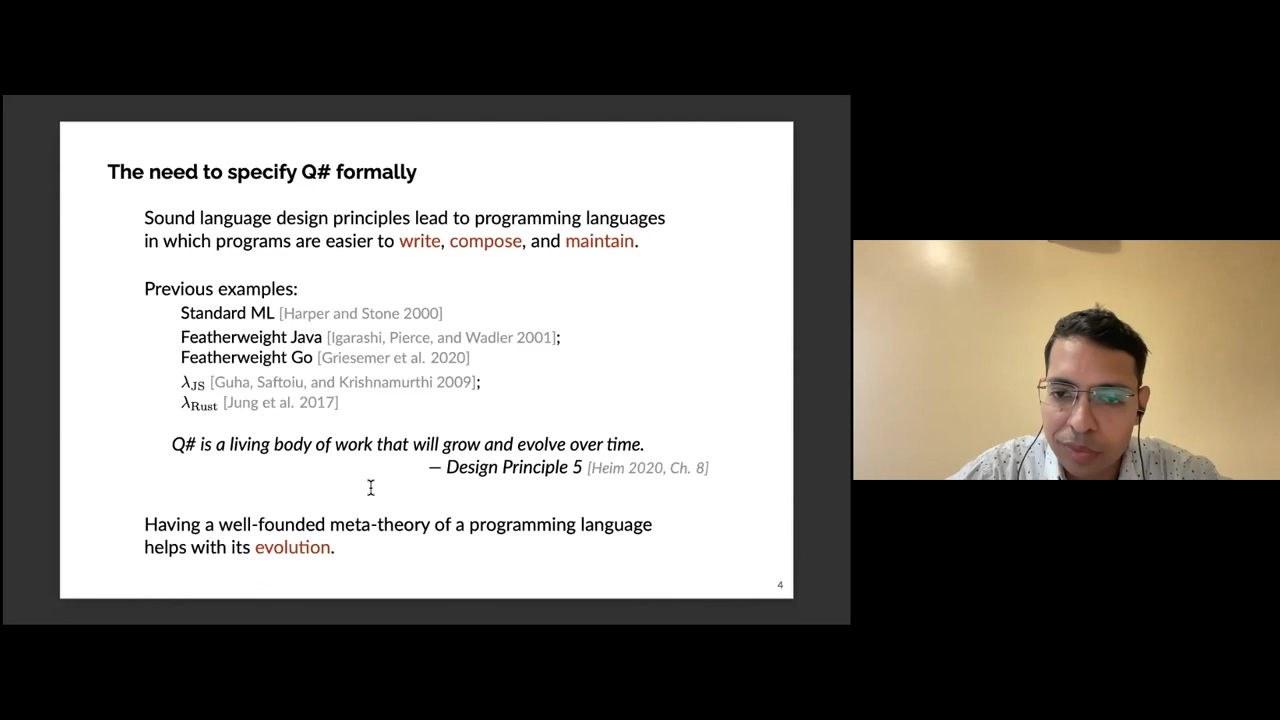 The need to specify Q# formally
Sound language design principles lead to programming languages
in which programs are easier to write, compose, and maintain.
Previous examples:
Standard ML [Harper and Stone 2000]
Featherweight Java [Igarashi, Pierce, and Wadler 2001];
Featherweight Go [Griesemer et al. 2020]
λJS [Guha, Saftoiu, and Krishnamurthi 2009];
λRust [Jung et al. 2017]
Q# is a living body of work that will grow and evolve over time.
— Design Principle 5 [Heim 2020, Ch. 8]
Having a well-founded meta-theory of a programming language
helps with its evolution.
4